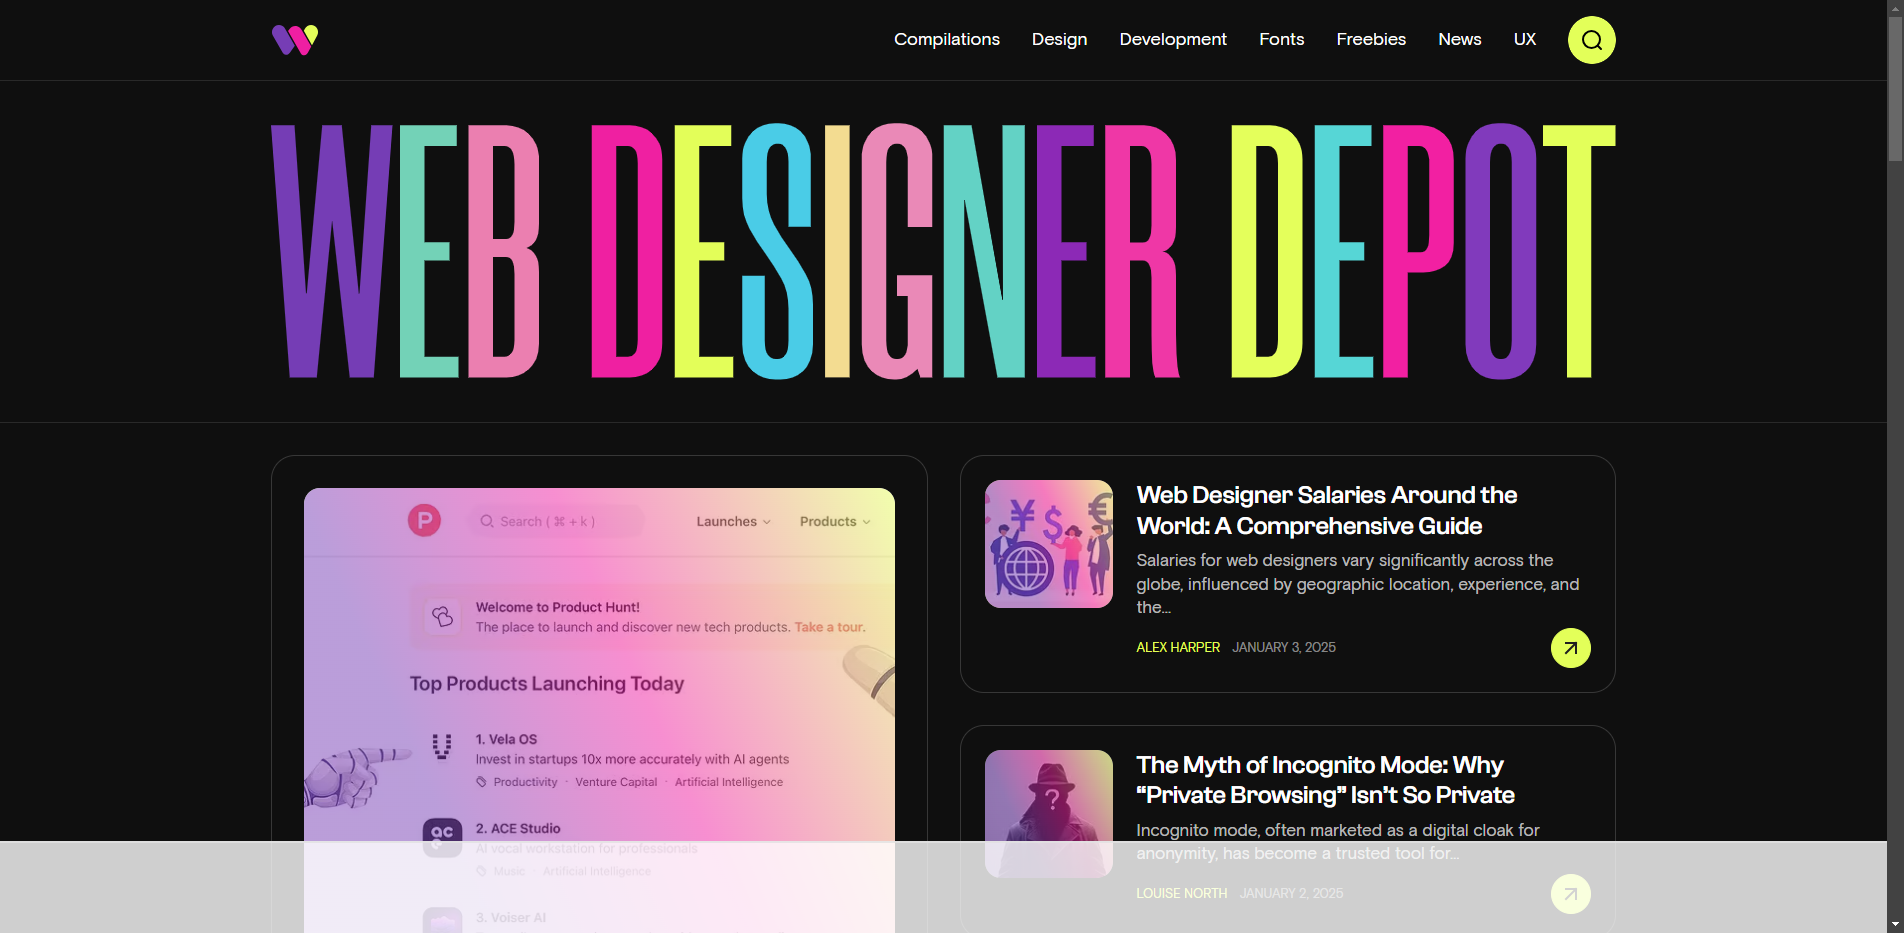 Compilations Design Development Fonts Freebies News UX
WEB DESIGNER DEPOT
P Search ( ⌘ + k ) Launches Products
Welcome to Product Hunt!
The place to launch and discover new tech products. Take a tour.
Top Products Launching Today
1. Vela OS
Invest in startups 10x more accurately with AI agents
Productivity · Venture Capital · Artificial Intelligence
2. ACE Studio
AI vocal workstation for professionals
Music · Artificial Intelligence
3. Voiser AI
Web Designer Salaries Around the
World: A Comprehensive Guide
Salaries for web designers vary significantly across the
globe, influenced by geographic location, experience, and
the...
ALEX HARPER JANUARY 3, 2025
The Myth of Incognito Mode: Why
“Private Browsing” Isn’t So Private
Incognito mode, often marketed as a digital cloak for
anonymity, has become a trusted tool for...
LOUISE NORTH JANUARY 2, 2025